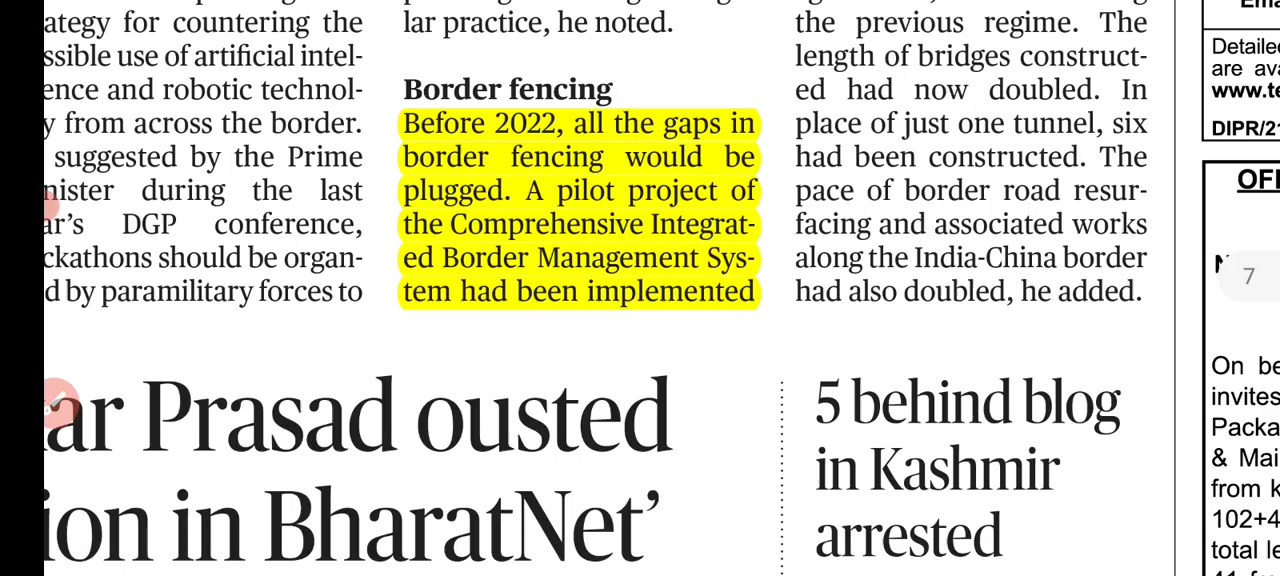 ategy for countering the
ssible use of artificial intel-
ence and robotic technol-
y from across the border.
suggested by the Prime
nister during the last
ar's DGP conference,
ckathons should be organ-
d by paramilitary forces to
lar practice, he noted.
Border fencing
Before 2022, all the gaps in
border fencing would be
plugged. A pilot project of
the Comprehensive Integrat-
ed Border Management Sys-
tem had been implemented
the previous regime. The
length of bridges construct-
ed had now doubled. In
place of just one tunnel, six
had been constructed. The
pace of border road resur-
facing and associated works
along the India-China border
had also doubled, he added.
ar Prasad ousted
ion in BharatNet'
5 behind blog
in Kashmir
arrested
Ema
Detailed
are ava
www.te
DIPR/21
OFF
7
On be
invites
Packa
& Mai
from k
102+4
total le